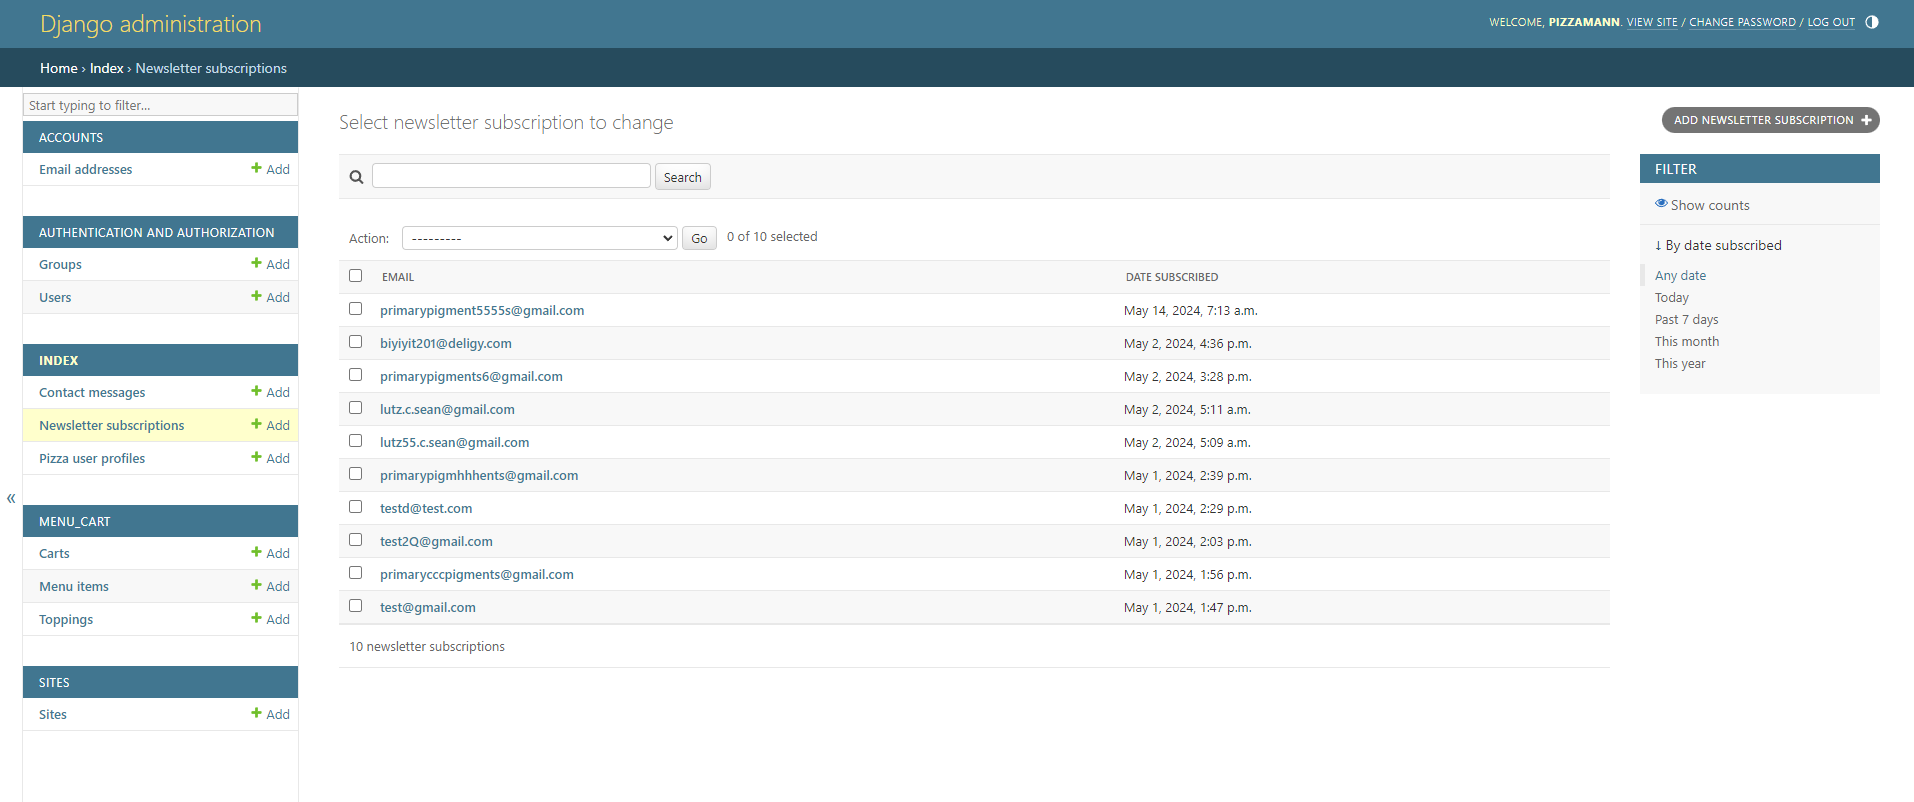 Django administration
WELCOME, PIZZAMANN. VIEW SITE / CHANGE PASSWORD / LOG OUT
Home › Index › Newsletter subscriptions
Start typing to filter...
ACCOUNTS
Email addresses Add
AUTHENTICATION AND AUTHORIZATION
Groups Add
Users Add
INDEX
Contact messages Add
Newsletter subscriptions Add
Pizza user profiles Add
MENU_CART
Carts Add
Menu items Add
Toppings Add
SITES
Sites Add
«
Select newsletter subscription to change
ADD NEWSLETTER SUBSCRIPTION
Search
Action: --------- Go 0 of 10 selected
EMAIL DATE SUBSCRIBED
primarypigment5555s@gmail.com May 14, 2024, 7:13 a.m.
biyiyit201@deligy.com May 2, 2024, 4:36 p.m.
primarypigments6@gmail.com May 2, 2024, 3:28 p.m.
lutz.c.sean@gmail.com May 2, 2024, 5:11 a.m.
lutz55.c.sean@gmail.com May 2, 2024, 5:09 a.m.
primarypigmhhhents@gmail.com May 1, 2024, 2:39 p.m.
testd@test.com May 1, 2024, 2:29 p.m.
test2Q@gmail.com May 1, 2024, 2:03 p.m.
primarycccpigments@gmail.com May 1, 2024, 1:56 p.m.
test@gmail.com May 1, 2024, 1:47 p.m.
10 newsletter subscriptions
FILTER
Show counts
↓ By date subscribed
Any date
Today
Past 7 days
This month
This year